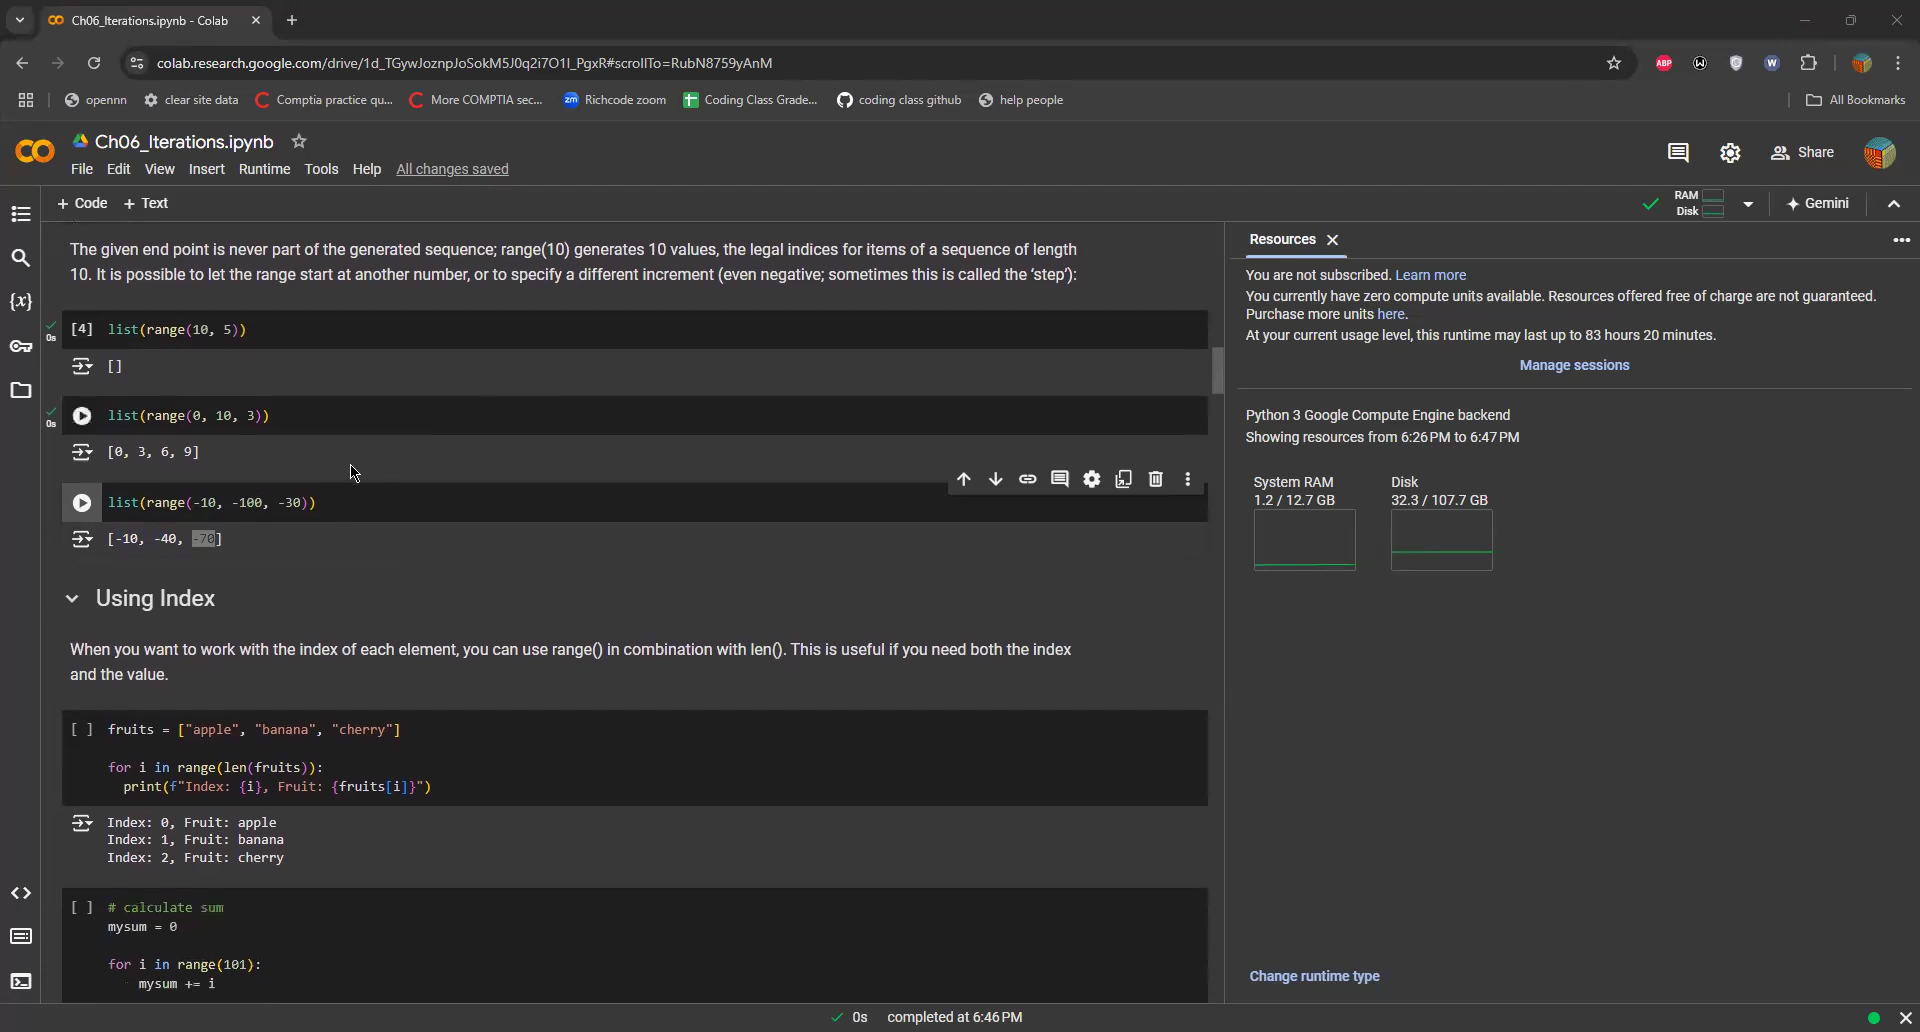 Ch06_Iterations.ipynb - Colab
colab.research.google.com/drive/1d_TGywJoznpJoSokM5J0q2i7O1I_PgxR#scrollTo=RubN8759yAnM
ABP
W
opennn
clear site data
Comptia practice qu...
More COMPTIA sec...
zm Richcode zoom
Coding Class Grade...
coding class github
help people
All Bookmarks
Ch06_Iterations.ipynb
File Edit View Insert Runtime Tools Help All changes saved
Share
+ Code + Text
RAM
Disk
Gemini
The given end point is never part of the generated sequence; range(10) generates 10 values, the legal indices for items of a sequence of length
10. It is possible to let the range start at another number, or to specify a different increment (even negative; sometimes this is called the ‘step’):
0s
[4] list(range(10, 5))
[]
0s
list(range(0, 10, 3))
[0, 3, 6, 9]
list(range(-10, -100, -30))
[-10, -40, -70]
Using Index
When you want to work with the index of each element, you can use range() in combination with len(). This is useful if you need both the index
and the value.
[ ] fruits = ["apple", "banana", "cherry"]
for i in range(len(fruits)):
print(f"Index: {i}, Fruit: {fruits[i]}")
Index: 0, Fruit: apple
Index: 1, Fruit: banana
Index: 2, Fruit: cherry
[ ] # calculate sum
mysum = 0
for i in range(101):
mysum += i
Resources
You are not subscribed. Learn more
You currently have zero compute units available. Resources offered free of charge are not guaranteed.
Purchase more units here.
At your current usage level, this runtime may last up to 83 hours 20 minutes.
Manage sessions
Python 3 Google Compute Engine backend
Showing resources from 6:26 PM to 6:47 PM
System RAM
1.2 / 12.7 GB
Disk
32.3 / 107.7 GB
Change runtime type
0s completed at 6:46 PM